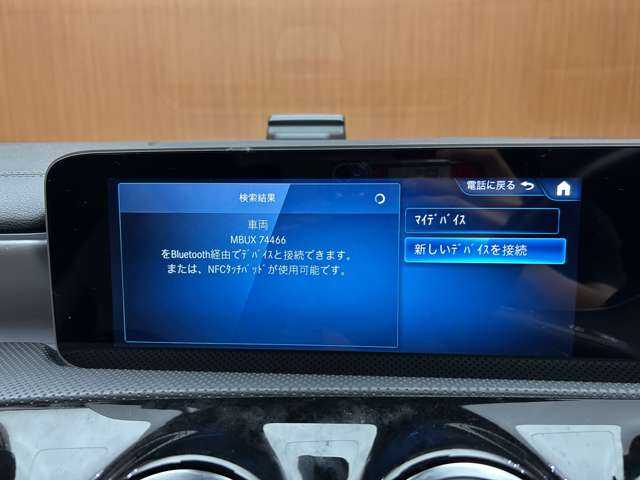 電話に戻る
検索結果
車両
MBUX 74466
をBluetooth経由でﾃﾞﾊﾞｲｽと接続できます。
または、NFCﾀｯﾁﾊﾟｯﾄﾞが使用可能です。
ﾏｲﾃﾞﾊﾞｲｽ
新しいﾃﾞﾊﾞｲｽを接続